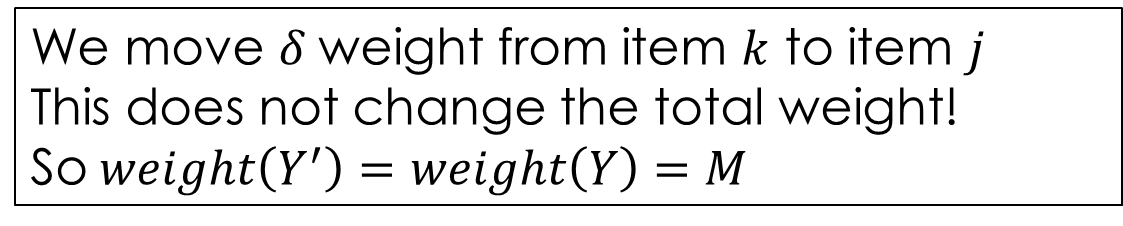 We move δ weight from item k to item j
This does not change the total weight!
So weight(Y′) = weight(Y) = M